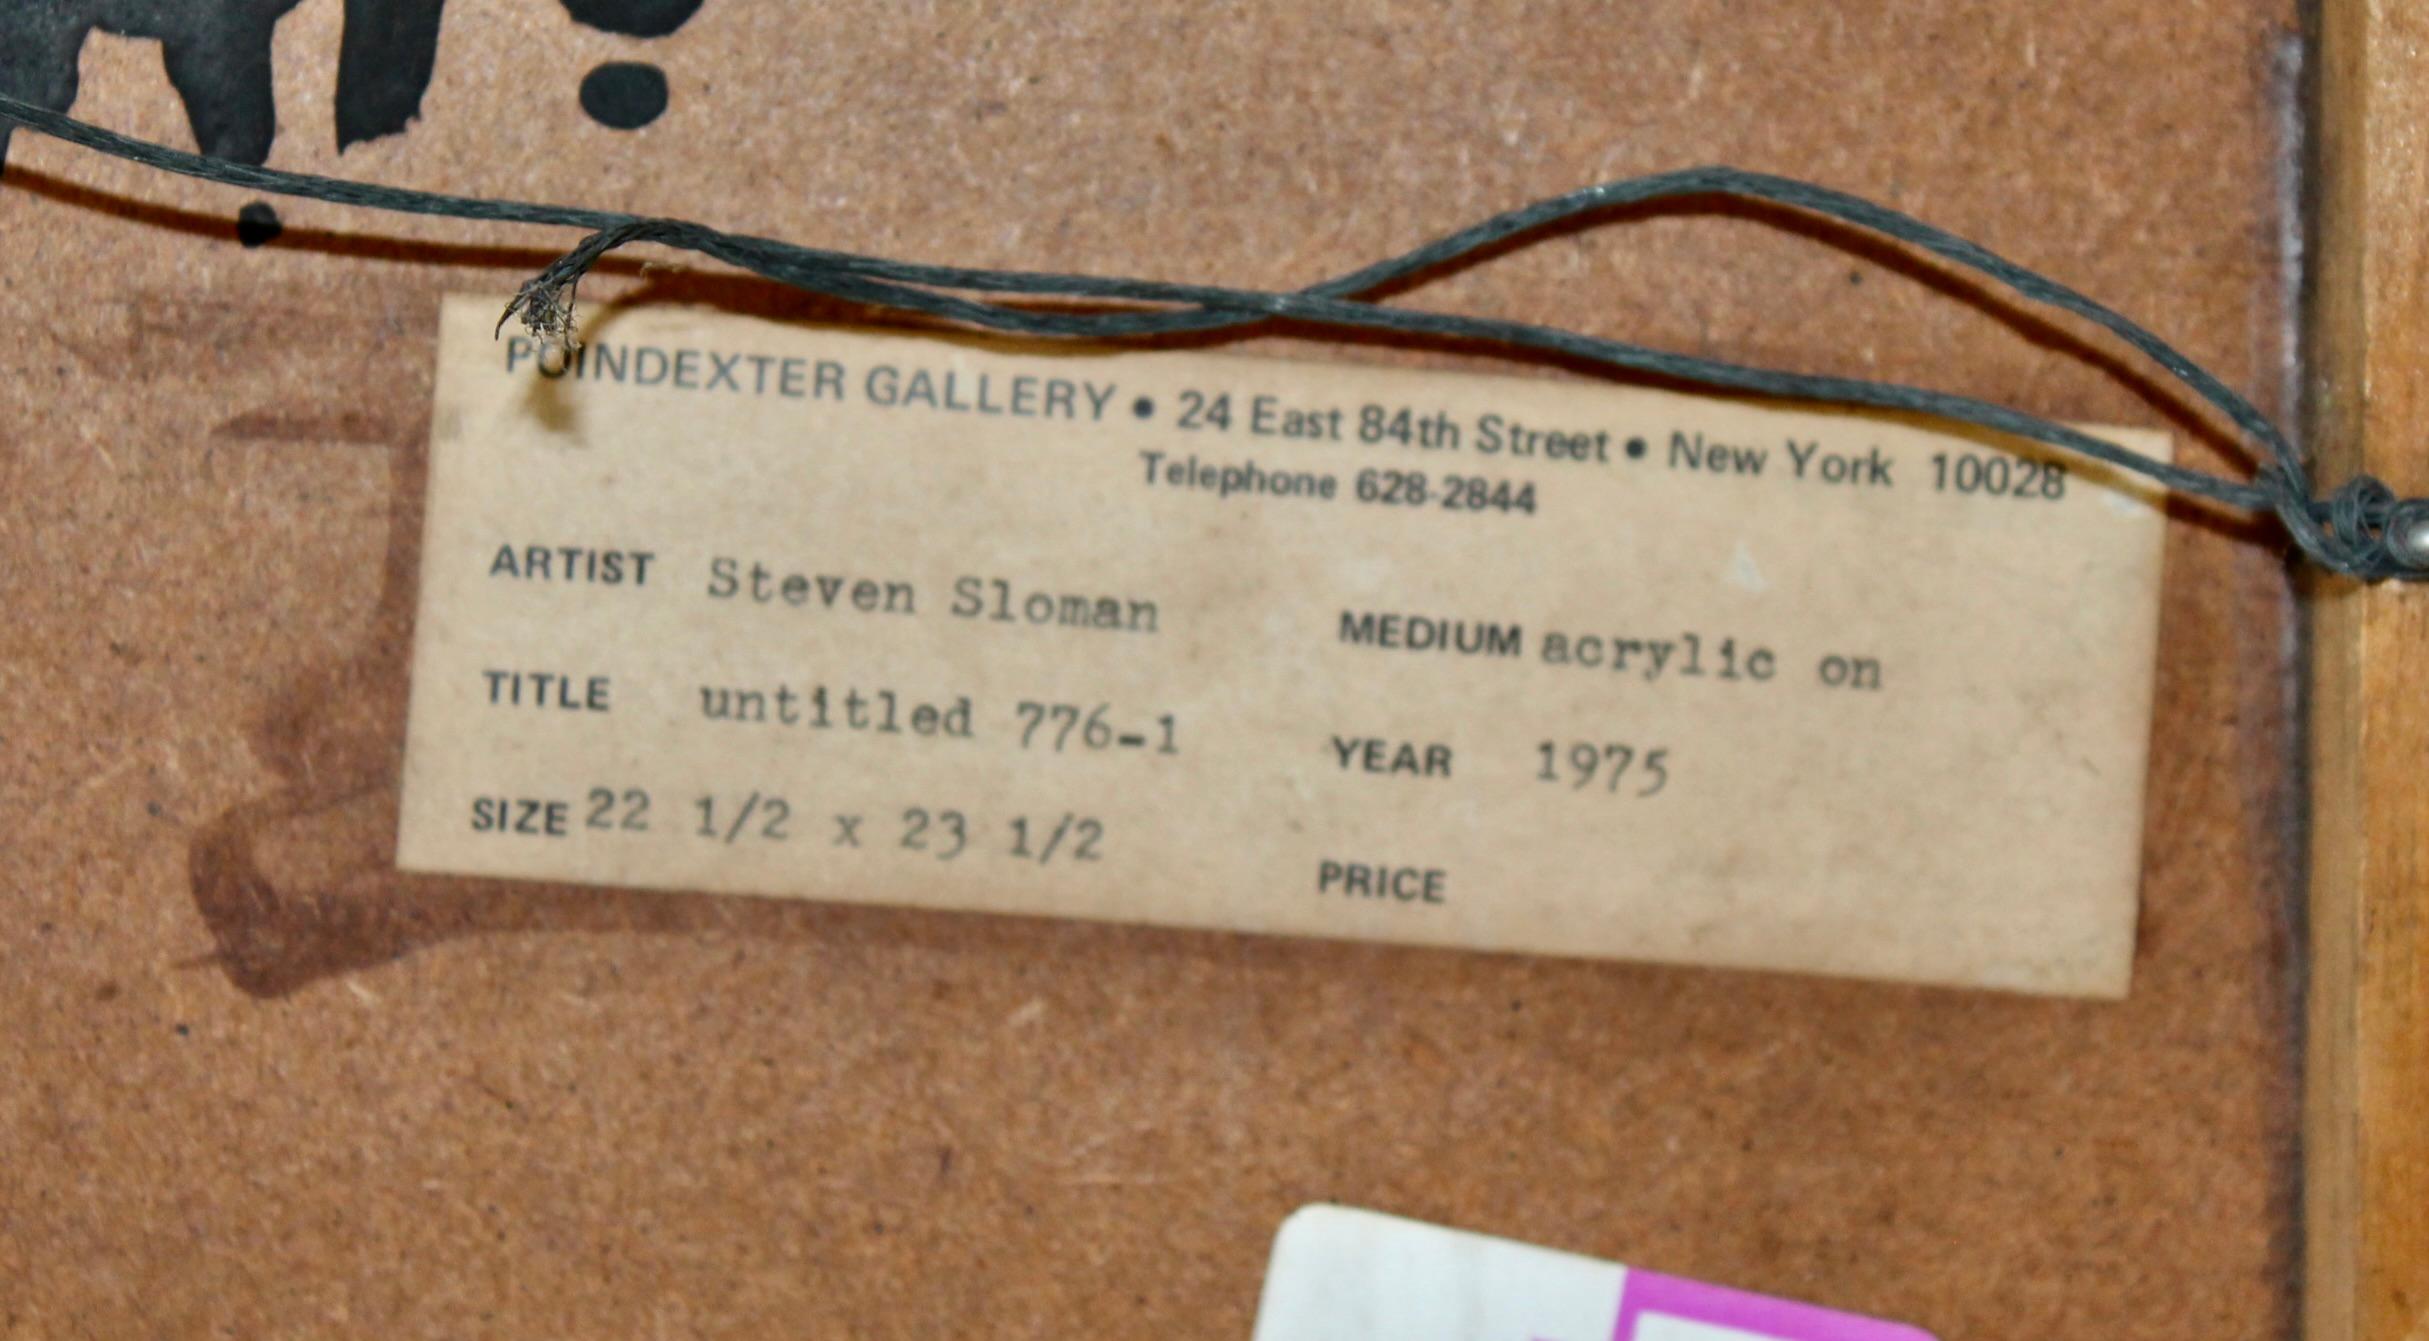 POINDEXTER GALLERY • 24 East 84th Street • New York 10028
Telephone 628-2844
ARTIST Steven Sloman
MEDIUM acrylic on
TITLE untitled 776-1
YEAR 1975
SIZE 22 1/2 x 23 1/2
PRICE